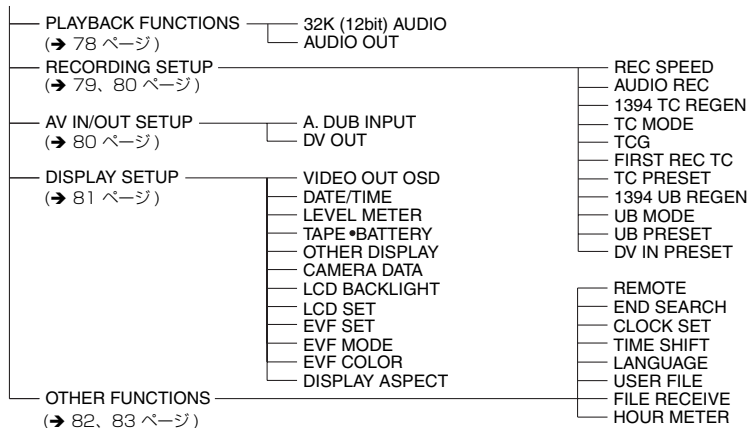 PLAYBACK FUNCTIONS
(➔ 78 ページ)
32K (12bit) AUDIO
AUDIO OUT
RECORDING SETUP
(➔ 79、80 ページ)
REC SPEED
AUDIO REC
1394 TC REGEN
TC MODE
TCG
FIRST REC TC
TC PRESET
1394 UB REGEN
UB MODE
UB PRESET
DV IN PRESET
AV IN/OUT SETUP
(➔ 80 ページ)
A. DUB INPUT
DV OUT
DISPLAY SETUP
(➔ 81 ページ)
VIDEO OUT OSD
DATE/TIME
LEVEL METER
TAPE •BATTERY
OTHER DISPLAY
CAMERA DATA
LCD BACKLIGHT
LCD SET
EVF SET
EVF MODE
EVF COLOR
DISPLAY ASPECT
OTHER FUNCTIONS
(➔ 82、83 ページ)
REMOTE
END SEARCH
CLOCK SET
TIME SHIFT
LANGUAGE
USER FILE
FILE RECEIVE
HOUR METER